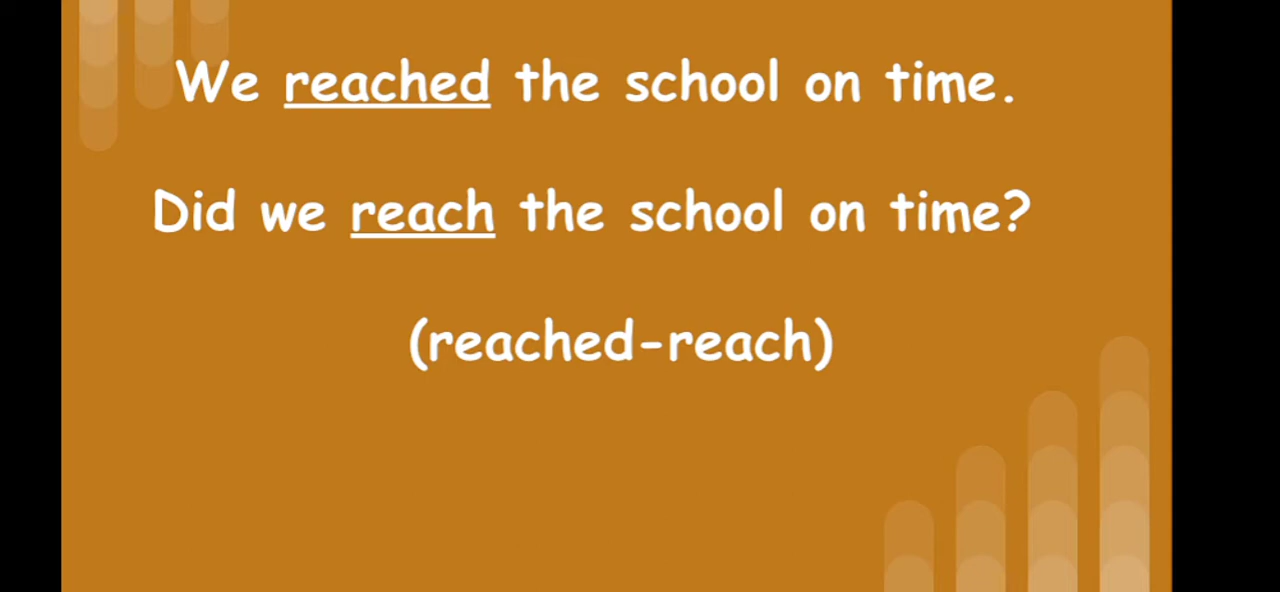 We reached the school on time.
Did we reach the school on time?
(reached-reach)